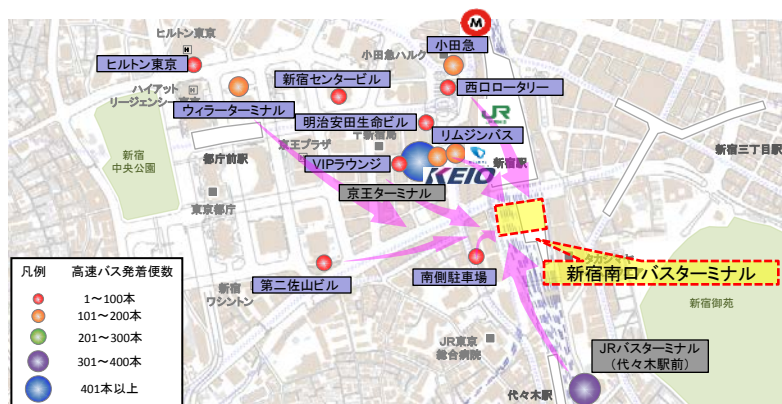 M
ヒルトン東京
小田急
小田急ハルク
ヒルトン東京
新宿センタービル
西口ロータリー
ハイアット
リージェンシー東京
ウィラーターミナル
JR
明治安田生命ビル
リムジンバス
〒新宿局
京王プラザ
新宿駅
新宿三丁目駅
新宿
中央公園
都庁前駅
VIPラウンジ
KEIO
京王ターミナル
東京都庁
凡例 高速バス発着便数
1～100本
101～200本
201～300本
301～400本
401本以上
新宿
ワシントン
第二佐山ビル
南側駐車場
タカシマヤ
新宿南口バスターミナル
新宿御苑
JR東京
総合病院
JRバスターミナル
（代々木駅前）
代々木駅